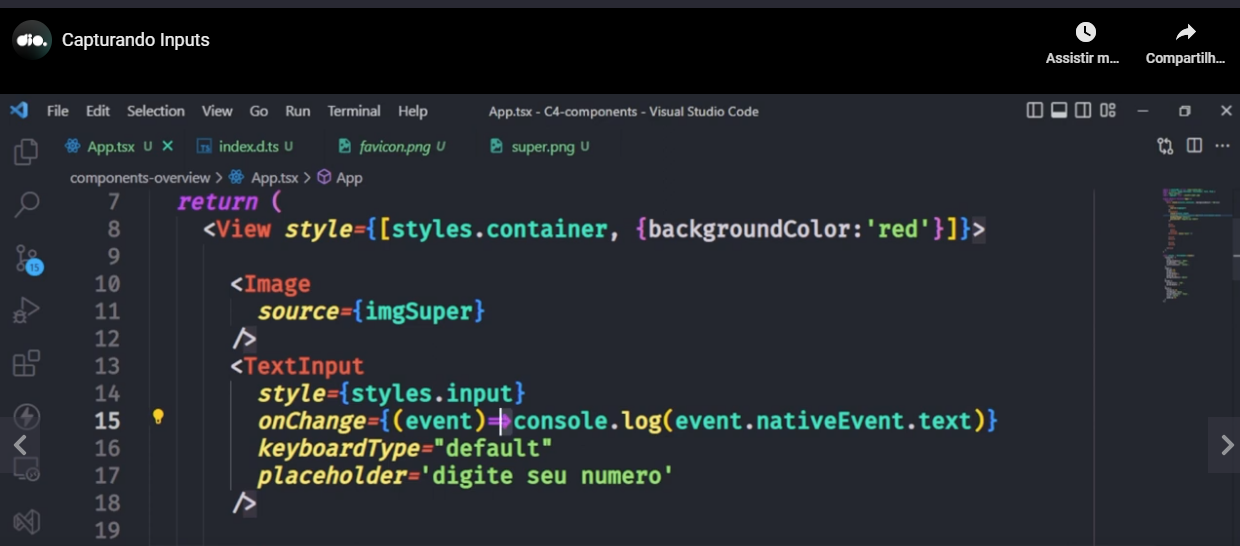 dio. Capturando Inputs
Assistir m... Compartilh...
File Edit Selection View Go Run Terminal Help App.tsx - C4-components - Visual Studio Code
App.tsx U TS index.d.ts U favicon.png U super.png U
components-overview > App.tsx > App
7 return (
8 <View style={[styles.container, {backgroundColor:'red'}]}>
9
10 <Image
11 source={imgSuper}
12 />
13 <TextInput
14 style={styles.input}
15 onChange={(event)=>console.log(event.nativeEvent.text)}
16 keyboardType="default"
17 placeholder='digite seu numero'
18 />
19
15